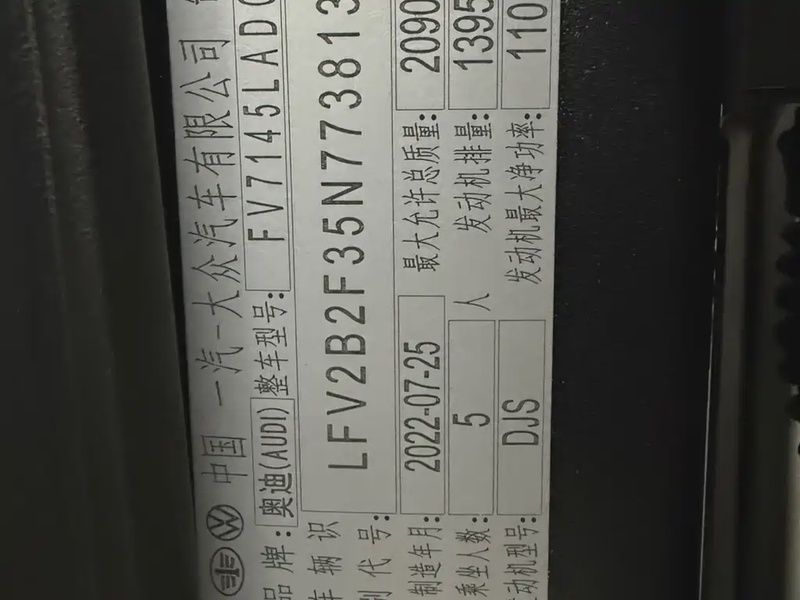 中国 一汽-大众汽车有限公司
品牌: 奥迪(AUDI) 整车型号: FV7145LADC
车辆识
别代号: LFV2B2F35N773813
制造年月: 2022-07-25 最大允许总质量: 2090
乘坐人数: 5 人 发动机排量: 1395
发动机型号: DJS 发动机最大净功率: 110